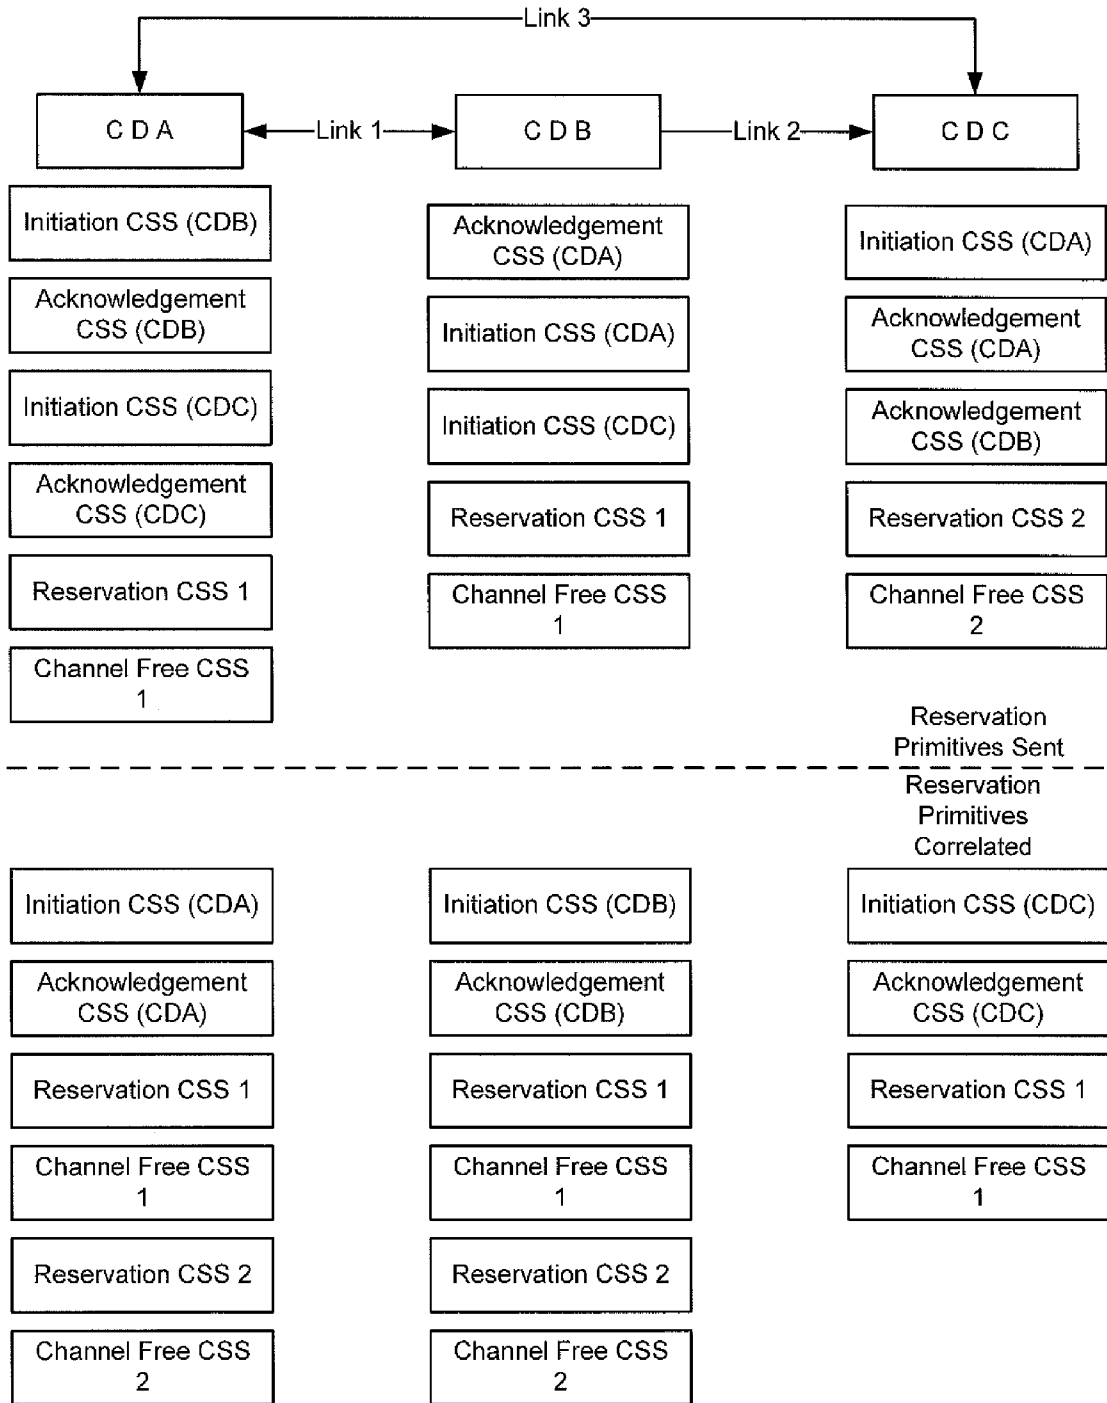 Link 3
C D A
Link 1
C D B
Link 2
C D C
Initiation CSS (CDB)
Acknowledgement
CSS (CDB)
Initiation CSS (CDC)
Acknowledgement
CSS (CDC)
Reservation CSS 1
Channel Free CSS
1
Acknowledgement
CSS (CDA)
Initiation CSS (CDA)
Initiation CSS (CDC)
Reservation CSS 1
Channel Free CSS
1
Initiation CSS (CDA)
Acknowledgement
CSS (CDA)
Acknowledgement
CSS (CDB)
Reservation CSS 2
Channel Free CSS
2
Reservation
Primitives Sent
Reservation
Primitives
Correlated
Initiation CSS (CDA)
Acknowledgement
CSS (CDA)
Reservation CSS 1
Channel Free CSS
1
Reservation CSS 2
Channel Free CSS
2
Initiation CSS (CDB)
Acknowledgement
CSS (CDB)
Reservation CSS 1
Channel Free CSS
1
Reservation CSS 2
Channel Free CSS
2
Initiation CSS (CDC)
Acknowledgement
CSS (CDC)
Reservation CSS 1
Channel Free CSS
1